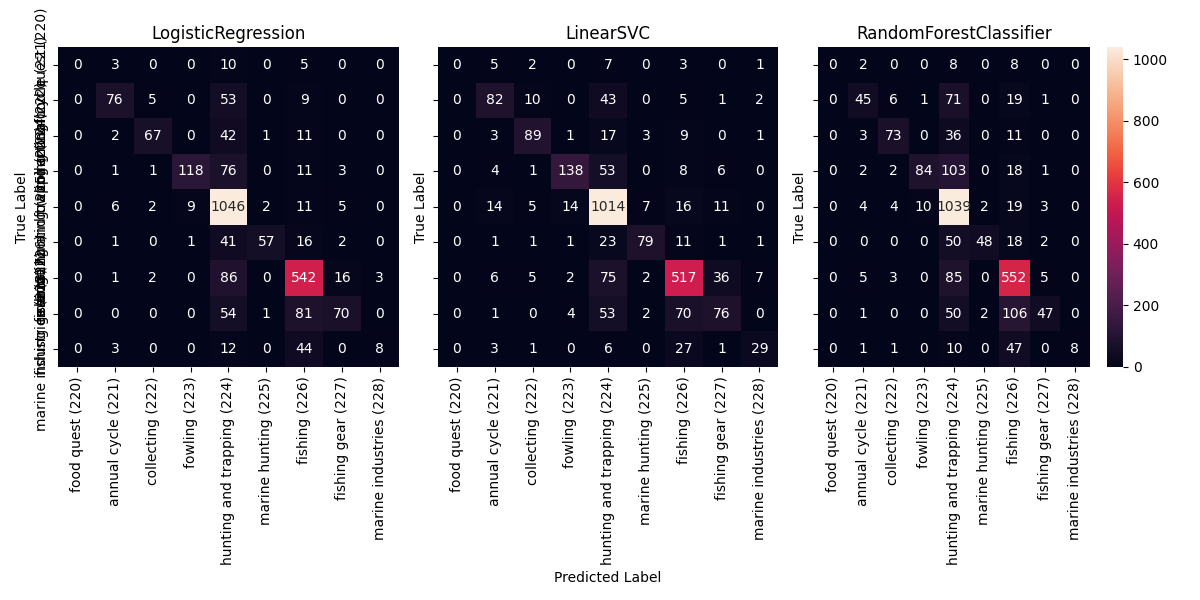 LogisticRegression
LinearSVC
RandomForestClassifier
0 3 0 0 10 0 5 0 0
0 76 5 0 53 0 9 0 0
0 2 67 0 42 1 11 0 0
0 1 1 118 76 0 11 3 0
0 6 2 9 1046 2 11 5 0
0 1 0 1 41 57 16 2 0
0 1 2 0 86 0 542 16 3
0 0 0 0 54 1 81 70 0
0 3 0 0 12 0 44 0 8
0 5 2 0 7 0 3 0 1
0 82 10 0 43 0 5 1 2
0 3 89 1 17 3 9 0 1
0 4 1 138 53 0 8 6 0
0 14 5 14 1014 7 16 11 0
0 1 1 1 23 79 11 1 1
0 6 5 2 75 2 517 36 7
0 1 0 4 53 2 70 76 0
0 3 1 0 6 0 27 1 29
0 2 0 0 8 0 8 0 0
0 45 6 1 71 0 19 1 0
0 3 73 0 36 0 11 0 0
0 2 2 84 103 0 18 1 0
0 4 4 10 1039 2 19 3 0
0 0 0 0 50 48 18 2 0
0 5 3 0 85 0 552 5 0
0 1 0 0 50 2 106 47 0
0 1 1 0 10 0 47 0 8
True Label
True Label
True Label
food quest (220)
annual cycle (221)
collecting (222)
fowling (223)
hunting and trapping (224)
marine hunting (225)
fishing (226)
fishing gear (227)
marine industries (228)
food quest (220)
annual cycle (221)
collecting (222)
fowling (223)
hunting and trapping (224)
marine hunting (225)
fishing (226)
fishing gear (227)
marine industries (228)
food quest (220)
annual cycle (221)
collecting (222)
fowling (223)
hunting and trapping (224)
marine hunting (225)
fishing (226)
fishing gear (227)
marine industries (228)
Predicted Label
1000
800
600
400
200
0